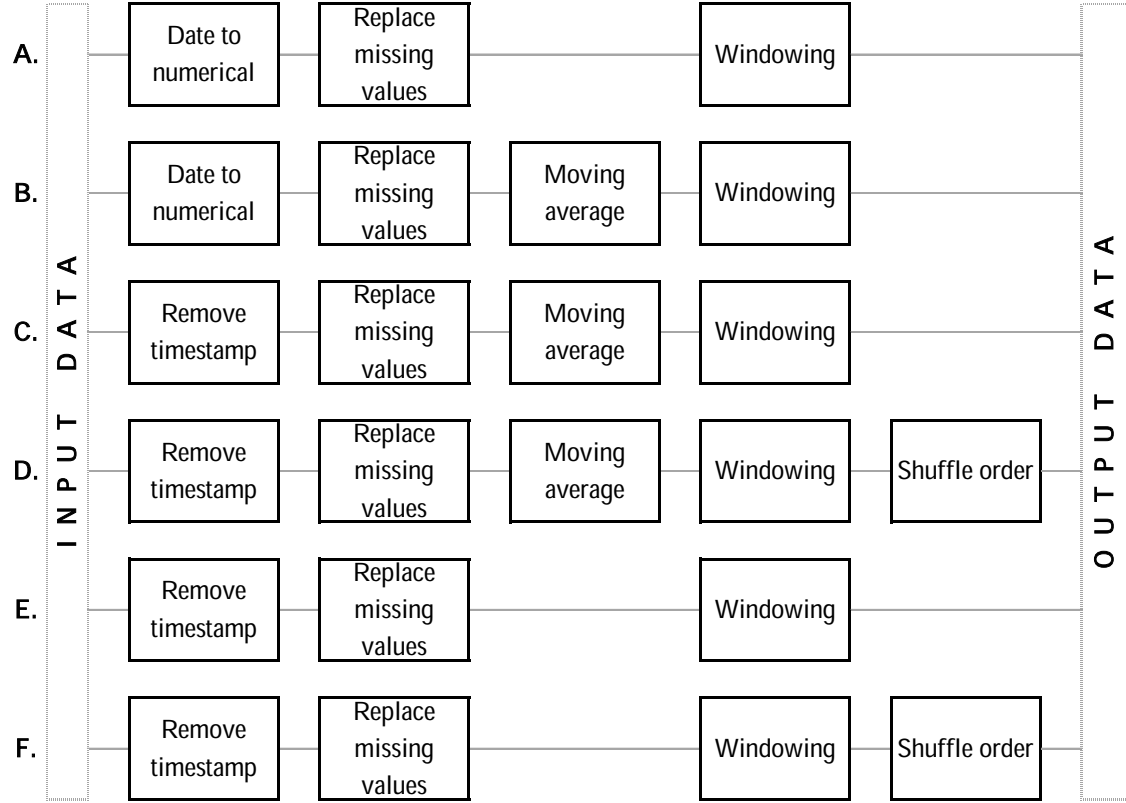 INPUT DATA
A.
Date to
numerical
Replace
missing
values
Windowing
B.
Date to
numerical
Replace
missing
values
Moving
average
Windowing
C.
Remove
timestamp
Replace
missing
values
Moving
average
Windowing
D.
Remove
timestamp
Replace
missing
values
Moving
average
Windowing
Shuffle order
E.
Remove
timestamp
Replace
missing
values
Windowing
F.
Remove
timestamp
Replace
missing
values
Windowing
Shuffle order
OUTPUT DATA